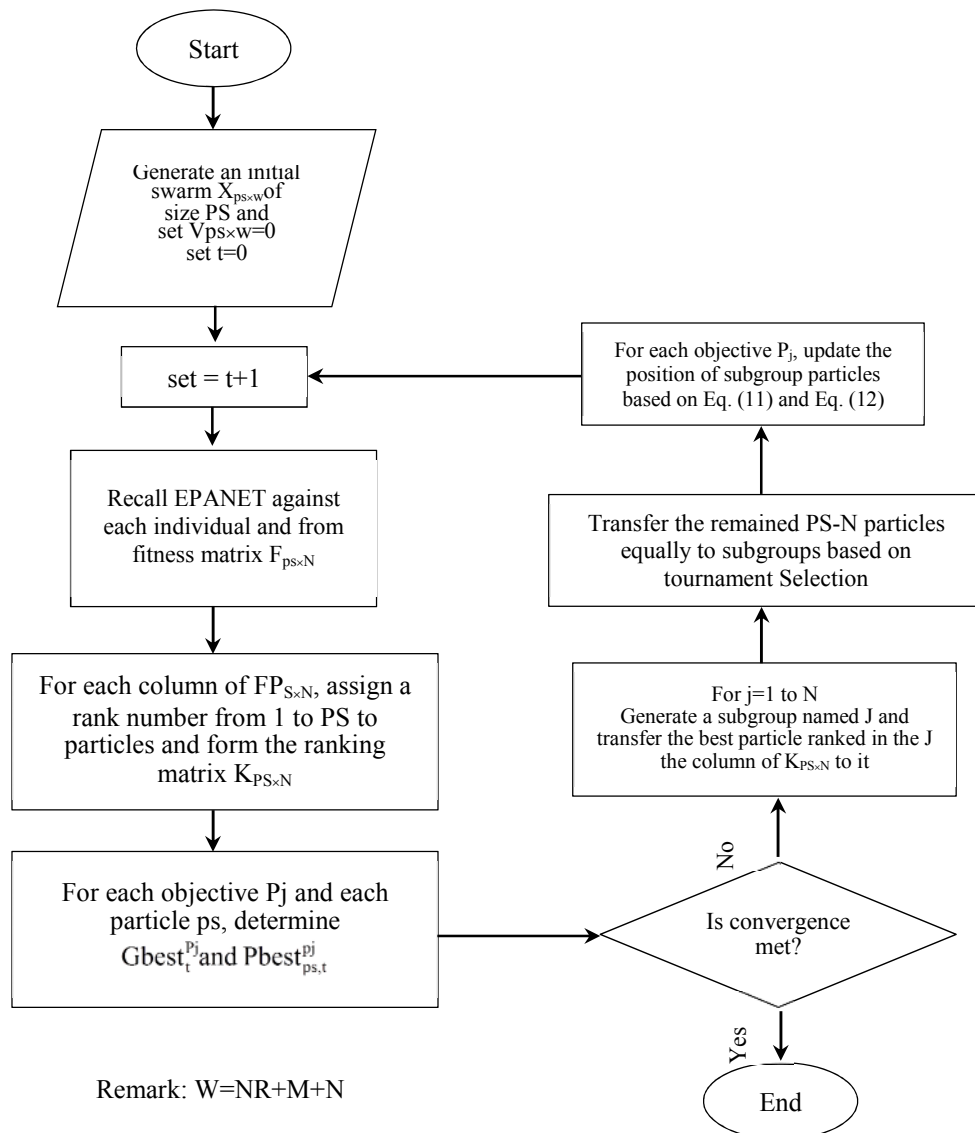 Start
Generate an initial
swarm Xps×w of
size PS and
set Vps×w=0
set t=0
set = t+1
Recall EPANET against
each individual and from
fitness matrix Fps×N
For each column of FPS×N, assign a
rank number from 1 to PS to
particles and form the ranking
matrix KPS×N
For each objective Pj and each
particle ps, determine
Gbest_t^Pj and Pbest_ps,t^pj
Is convergence
met?
No
Yes
End
For j=1 to N
Generate a subgroup named J and
transfer the best particle ranked in the J
the column of KPS×N to it
Transfer the remained PS-N particles
equally to subgroups based on
tournament Selection
For each objective Pj, update the
position of subgroup particles
based on Eq. (11) and Eq. (12)
Remark: W=NR+M+N